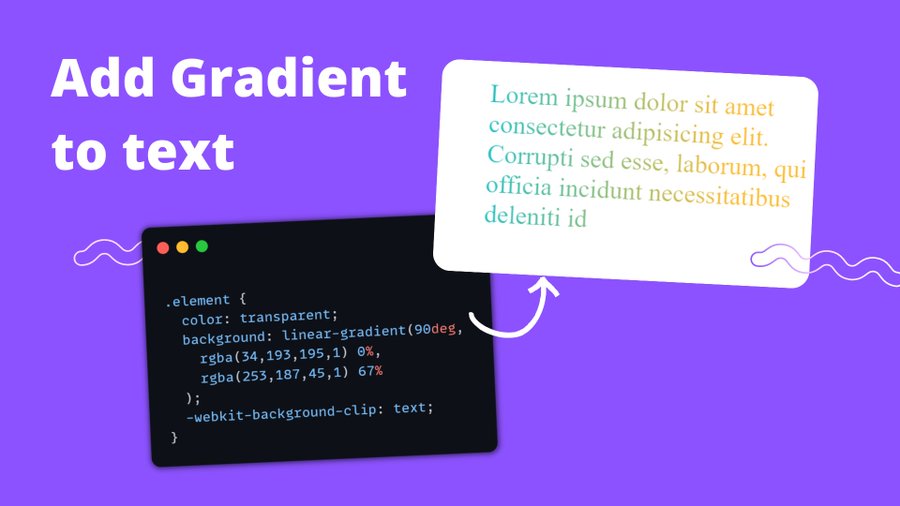 Add Gradient
to text
Lorem ipsum dolor sit amet
consectetur adipisicing elit.
Corrupti sed esse, laborum, qui
officia incidunt necessitatibus
deleniti id
.element {
color: transparent;
background: linear-gradient(90deg,
rgba(34,193,195,1) 0%,
rgba(253,187,45,1) 67%
);
-webkit-background-clip: text;
}